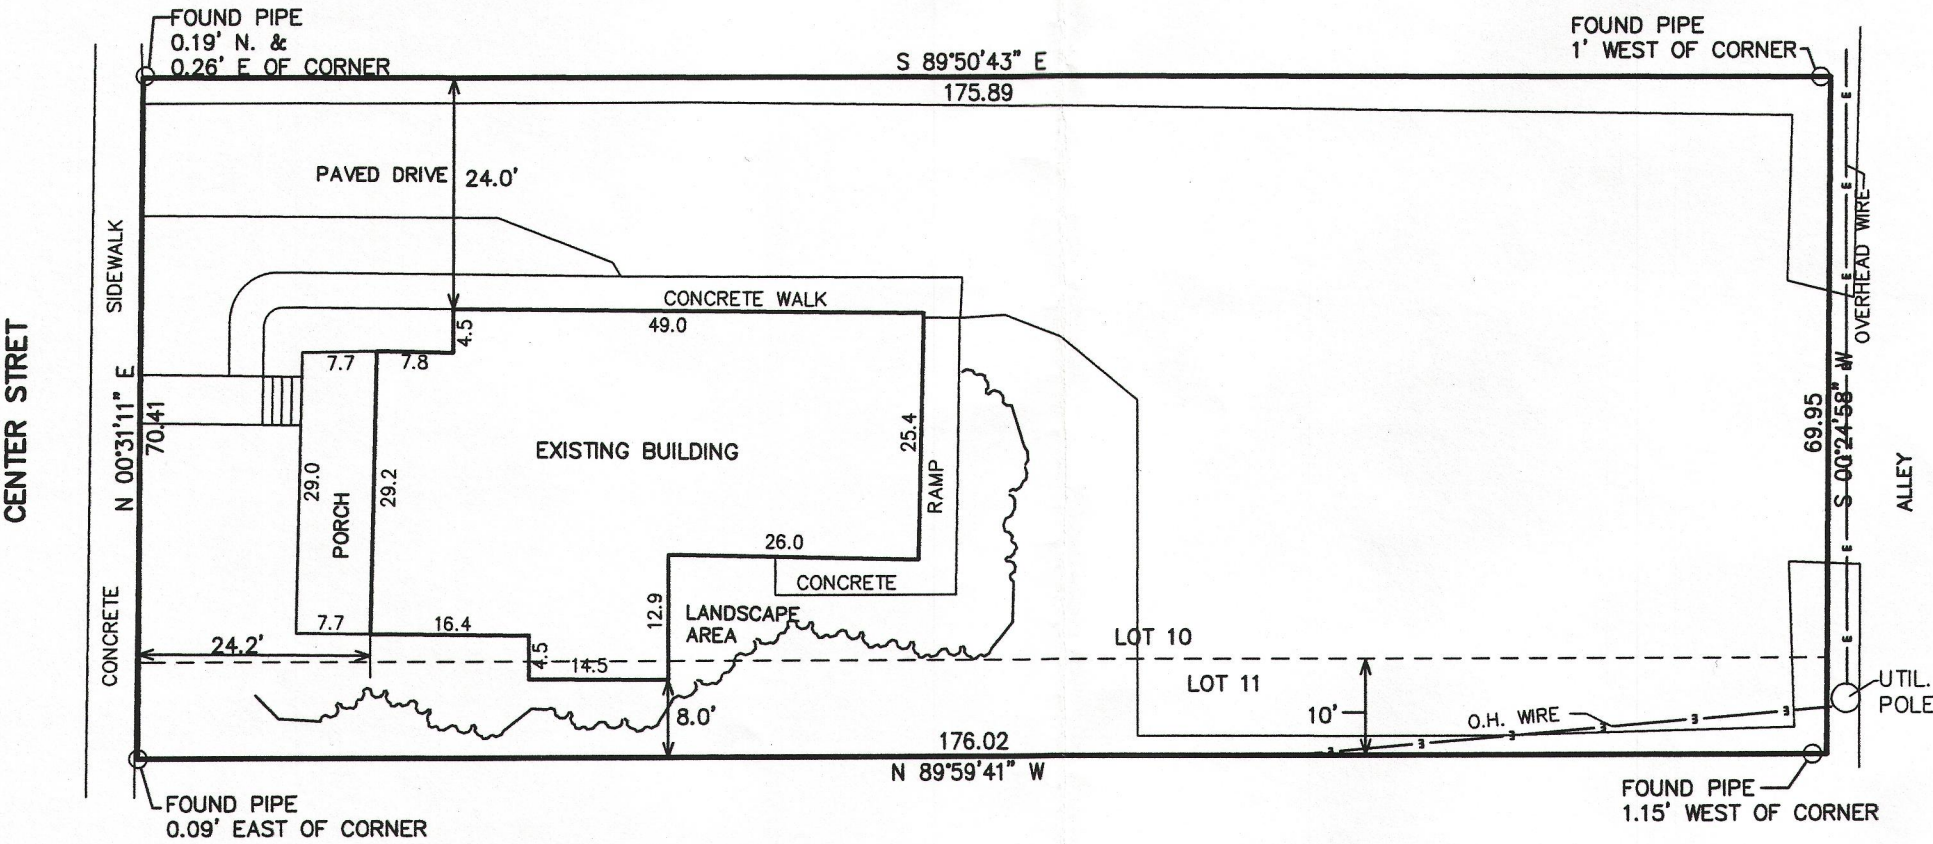 FOUND PIPE
0.19' N. &
0.26' E OF CORNER
S 89°50'43" E
175.89
FOUND PIPE
1' WEST OF CORNER
PAVED DRIVE
24.0'
SIDEWALK
CONCRETE WALK
49.0
4.5
7.7
7.8
OVERHEAD WIRE
CENTER STRET
N 00°31'11" E
70.41
EXISTING BUILDING
25.4
RAMP
29.0
PORCH
29.2
69.95
S 00°24'58" W
ALLEY
26.0
CONCRETE
12.9
LANDSCAPE
AREA
CONCRETE
7.7
16.4
24.2'
4.5
14.5
LOT 10
LOT 11
8.0'
10'
O.H. WIRE
UTIL.
POLE
176.02
N 89°59'41" W
FOUND PIPE
0.09' EAST OF CORNER
FOUND PIPE
1.15' WEST OF CORNER
E
E
E
E
E
E
E
E
E
E
E
E